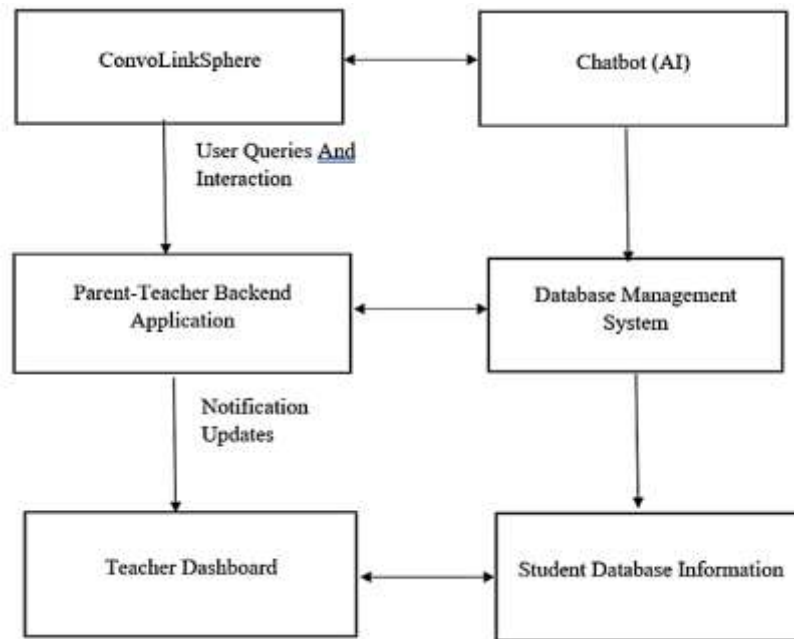 ConvoLinkSphere
Chatbot (AI)
User Queries And
Interaction
Parent-Teacher Backend
Application
Database Management
System
Notification
Updates
Teacher Dashboard
Student Database Information